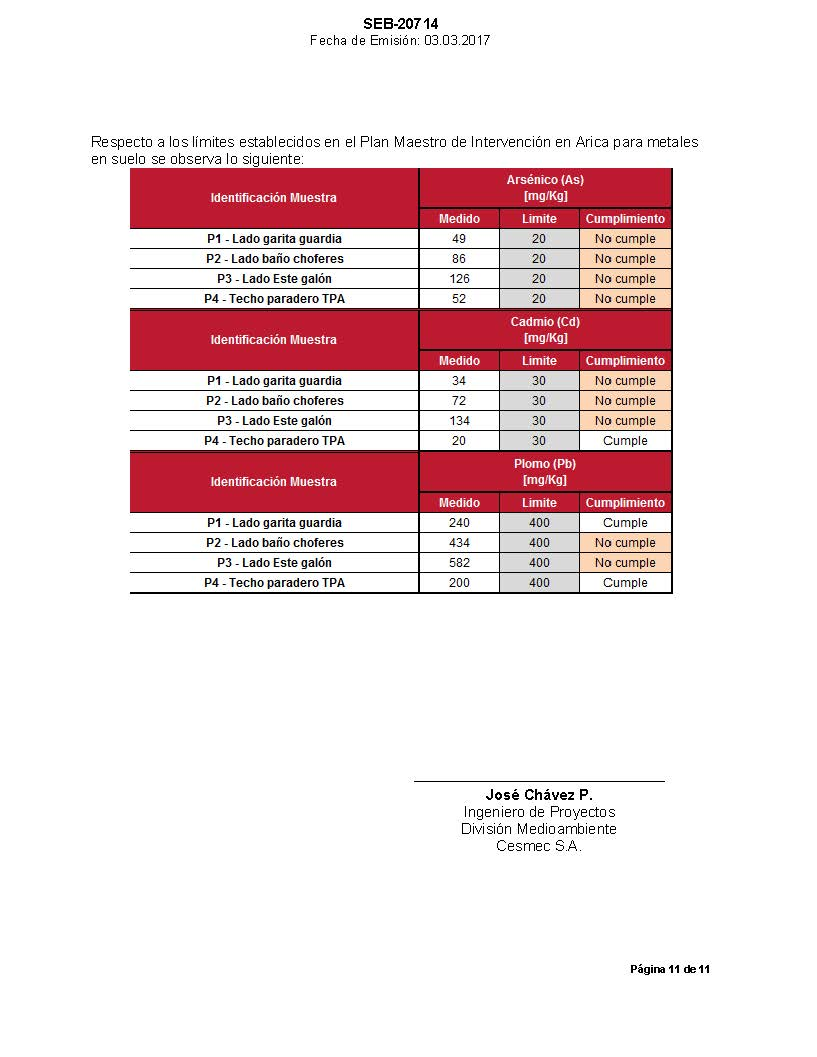 SEB-20714
Fecha de Emisión: 03.03.2017
Respecto a los límites establecidos en el Plan Maestro de Intervención en Arica para metales
en suelo se observa lo siguiente:
Identificación Muestra Arsénico (As)
[mg/Kg]
Medido Limite Cumplimiento
P1 - Lado garita guardia 49 20 No cumple
P2 - Lado baño choferes 86 20 No cumple
P3 - Lado Este galón 126 20 No cumple
P4 - Techo paradero TPA 52 20 No cumple
Identificación Muestra Cadmio (Cd)
[mg/Kg]
Medido Limite Cumplimiento
P1 - Lado garita guardia 34 30 No cumple
P2 - Lado baño choferes 72 30 No cumple
P3 - Lado Este galón 134 30 No cumple
P4 - Techo paradero TPA 20 30 Cumple
Identificación Muestra Plomo (Pb)
[mg/Kg]
Medido Limite Cumplimiento
P1 - Lado garita guardia 240 400 Cumple
P2 - Lado baño choferes 434 400 No cumple
P3 - Lado Este galón 582 400 No cumple
P4 - Techo paradero TPA 200 400 Cumple
José Chávez P.
Ingeniero de Proyectos
División Medioambiente
Cesmec S.A.
Página 11 de 11